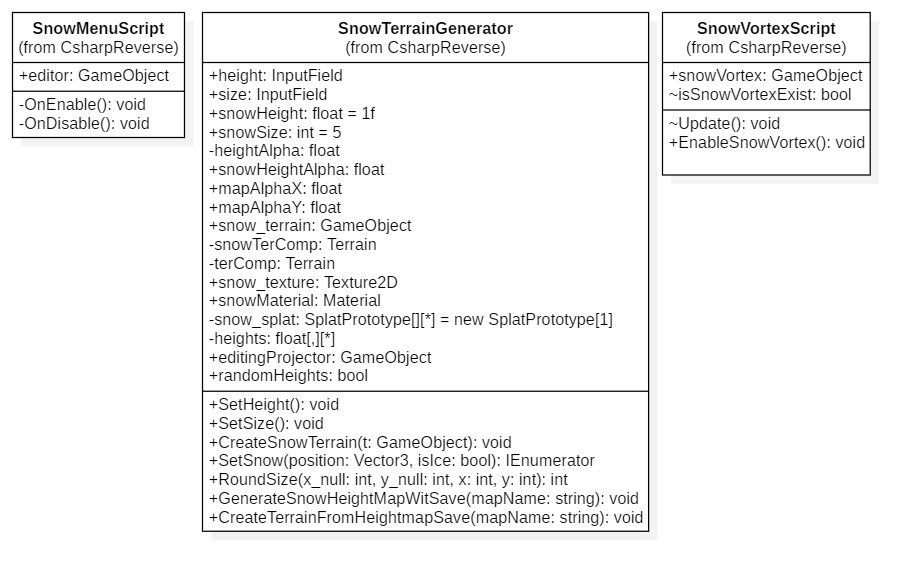 SnowMenuScript
(from CsharpReverse)
+editor: GameObject
-OnEnable(): void
-OnDisable(): void
SnowTerrainGenerator
(from CsharpReverse)
+height: InputField
+size: InputField
+snowHeight: float = 1f
+snowSize: int = 5
-heightAlpha: float
+snowHeightAlpha: float
+mapAlphaX: float
+mapAlphaY: float
+snow_terrain: GameObject
-snowTerComp: Terrain
-terComp: Terrain
+snow_texture: Texture2D
+snowMaterial: Material
-snow_splat: SplatPrototype[][*] = new SplatPrototype[1]
-heights: float[,][*]
+editingProjector: GameObject
+randomHeights: bool
+SetHeight(): void
+SetSize(): void
+CreateSnowTerrain(t: GameObject): void
+SetSnow(position: Vector3, isIce: bool): IEnumerator
+RoundSize(x_null: int, y_null: int, x: int, y: int): int
+GenerateSnowHeightMapWitSave(mapName: string): void
+CreateTerrainFromHeightmapSave(mapName: string): void
SnowVortexScript
(from CsharpReverse)
+snowVortex: GameObject
~isSnowVortexExist: bool
~Update(): void
+EnableSnowVortex(): void